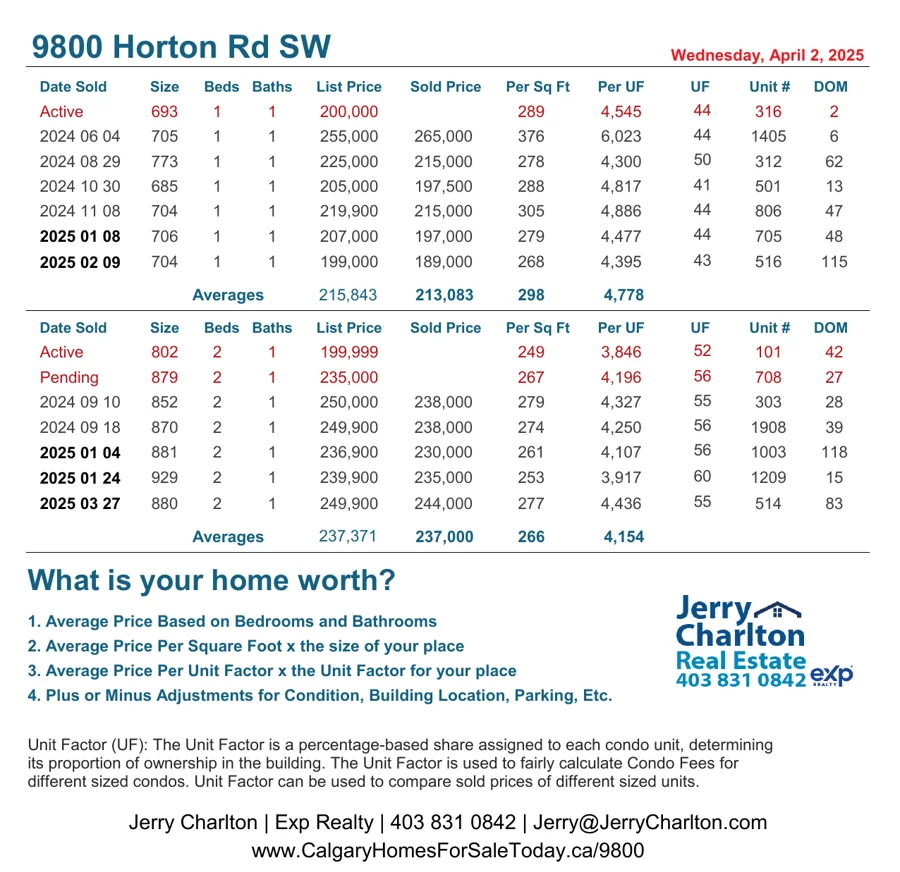 9800 Horton Rd SW
Wednesday, April 2, 2025
Date Sold Size Beds Baths List Price Sold Price Per Sq Ft Per UF UF Unit # DOM
Active 693 1 1 200,000 289 4,545 44 316 2
2024 06 04 705 1 1 255,000 265,000 376 6,023 44 1405 6
2024 08 29 773 1 1 225,000 215,000 278 4,300 50 312 62
2024 10 30 685 1 1 205,000 197,500 288 4,817 41 501 13
2024 11 08 704 1 1 219,900 215,000 305 4,886 44 806 47
2025 01 08 706 1 1 207,000 197,000 279 4,477 44 705 48
2025 02 09 704 1 1 199,000 189,000 268 4,395 43 516 115
Averages 215,843 213,083 298 4,778
Date Sold Size Beds Baths List Price Sold Price Per Sq Ft Per UF UF Unit # DOM
Active 802 2 1 199,999 249 3,846 52 101 42
Pending 879 2 1 235,000 267 4,196 56 708 27
2024 09 10 852 2 1 250,000 238,000 279 4,327 55 303 28
2024 09 18 870 2 1 249,900 238,000 274 4,250 56 1908 39
2025 01 04 881 2 1 236,900 230,000 261 4,107 56 1003 118
2025 01 24 929 2 1 239,900 235,000 253 3,917 60 1209 15
2025 03 27 880 2 1 249,900 244,000 277 4,436 55 514 83
Averages 237,371 237,000 266 4,154
What is your home worth?
1. Average Price Based on Bedrooms and Bathrooms
2. Average Price Per Square Foot x the size of your place
3. Average Price Per Unit Factor x the Unit Factor for your place
4. Plus or Minus Adjustments for Condition, Building Location, Parking, Etc.
Jerry
Charlton
Real Estate
403 831 0842
exp
REALTY
Unit Factor (UF): The Unit Factor is a percentage-based share assigned to each condo unit, determining
its proportion of ownership in the building. The Unit Factor is used to fairly calculate Condo Fees for
different sized condos. Unit Factor can be used to compare sold prices of different sized units.
Jerry Charlton | Exp Realty | 403 831 0842 | Jerry@JerryCharlton.com
www.CalgaryHomesForSaleToday.ca/9800